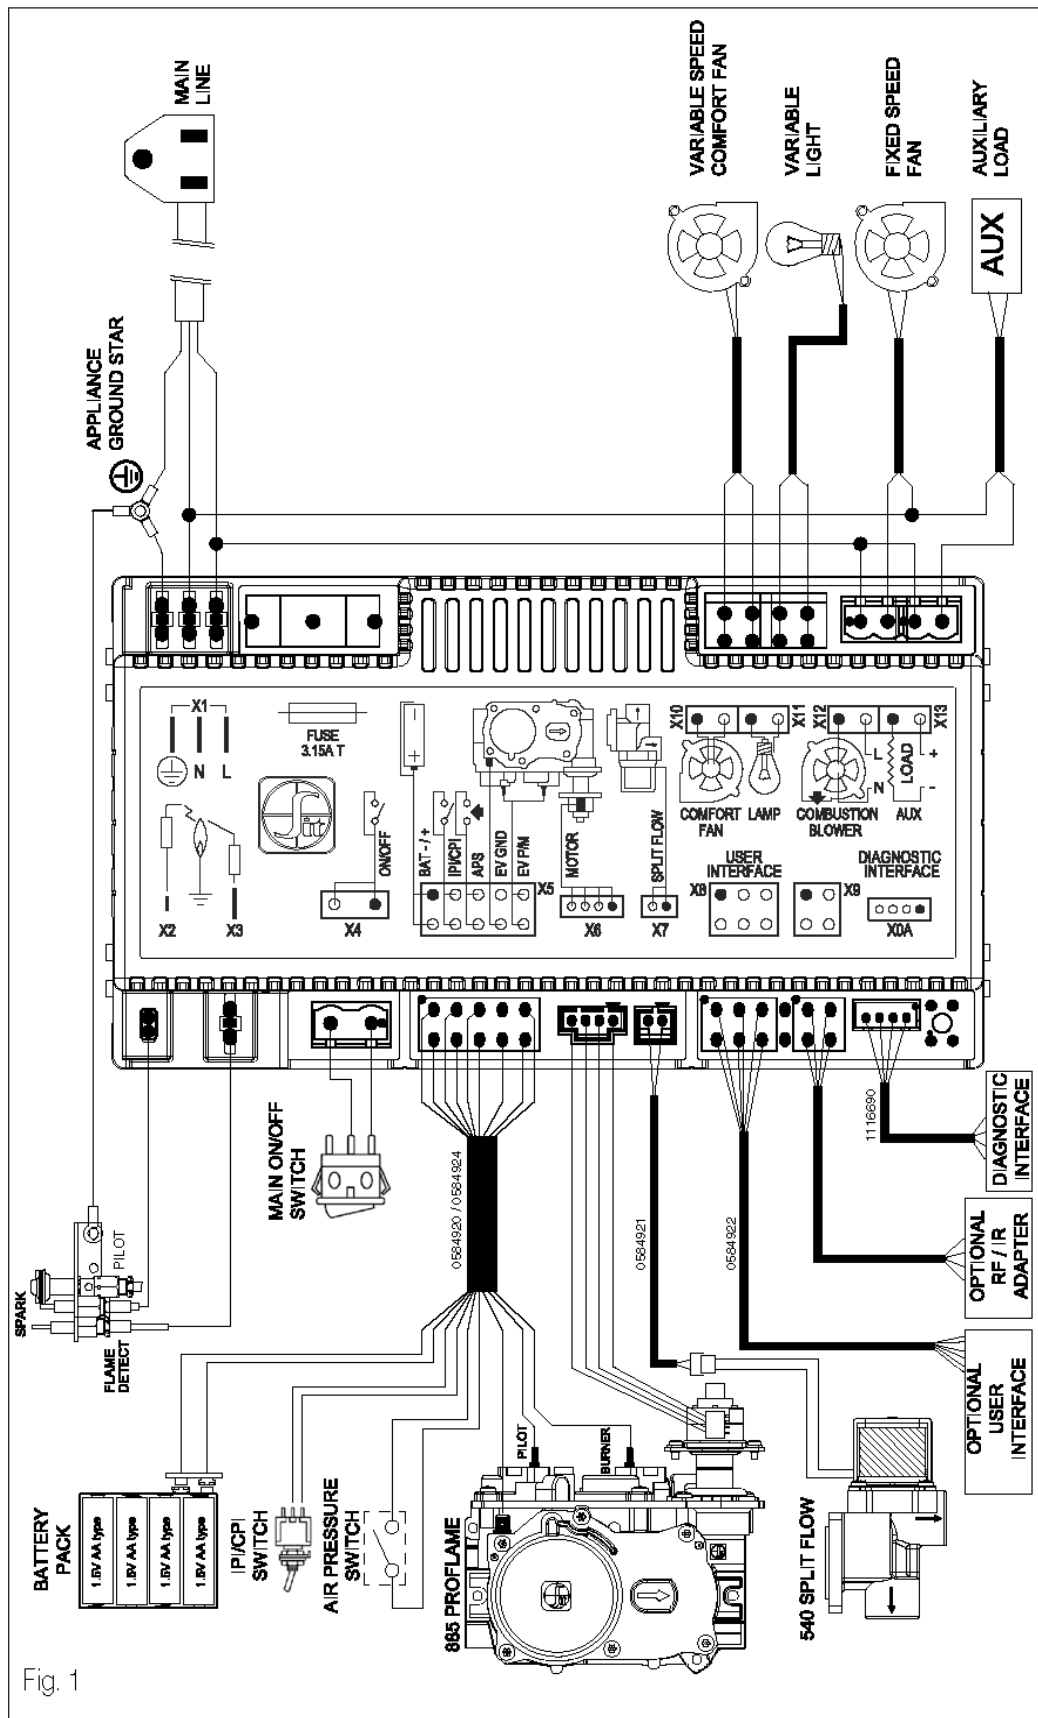 MAIN
LINE
APPLIANCE
GROUND STAR
VARIABLE SPEED
COMFORT FAN
VARIABLE
LIGHT
FIXED SPEED
FAN
AUXILIARY
LOAD
AUX
X1
N
L
FUSE
3.15A T
X2
X3
sit
ON/OFF
X4
BAT - / +
IPI/CPI
APS
EV GND
EV P/M
X5
MOTOR
X6
SPLIT FLOW
X7
X10
X11
X12
X13
COMFORT
FAN
LAMP
L
N
COMBUSTION
BLOWER
LOAD
+
-
AUX
USER
INTERFACE
X8
X9
DIAGNOSTIC
INTERFACE
X0A
MAIN ON/OFF
SWITCH
0584920 / 0584924
0584921
0584922
1116690
DIAGNOSTIC
INTERFACE
OPTIONAL
RF / IR
ADAPTER
OPTIONAL
USER
INTERFACE
SPARK
PILOT
FLAME
DETECT
BATTERY
PACK
1.5V AA type
1.5V AA type
1.5V AA type
1.5V AA type
IPI/CPI
SWITCH
AIR PRESSURE
SWITCH
885 PROFLAME
PILOT
BURNER
540 SPLIT FLOW
Fig. 1